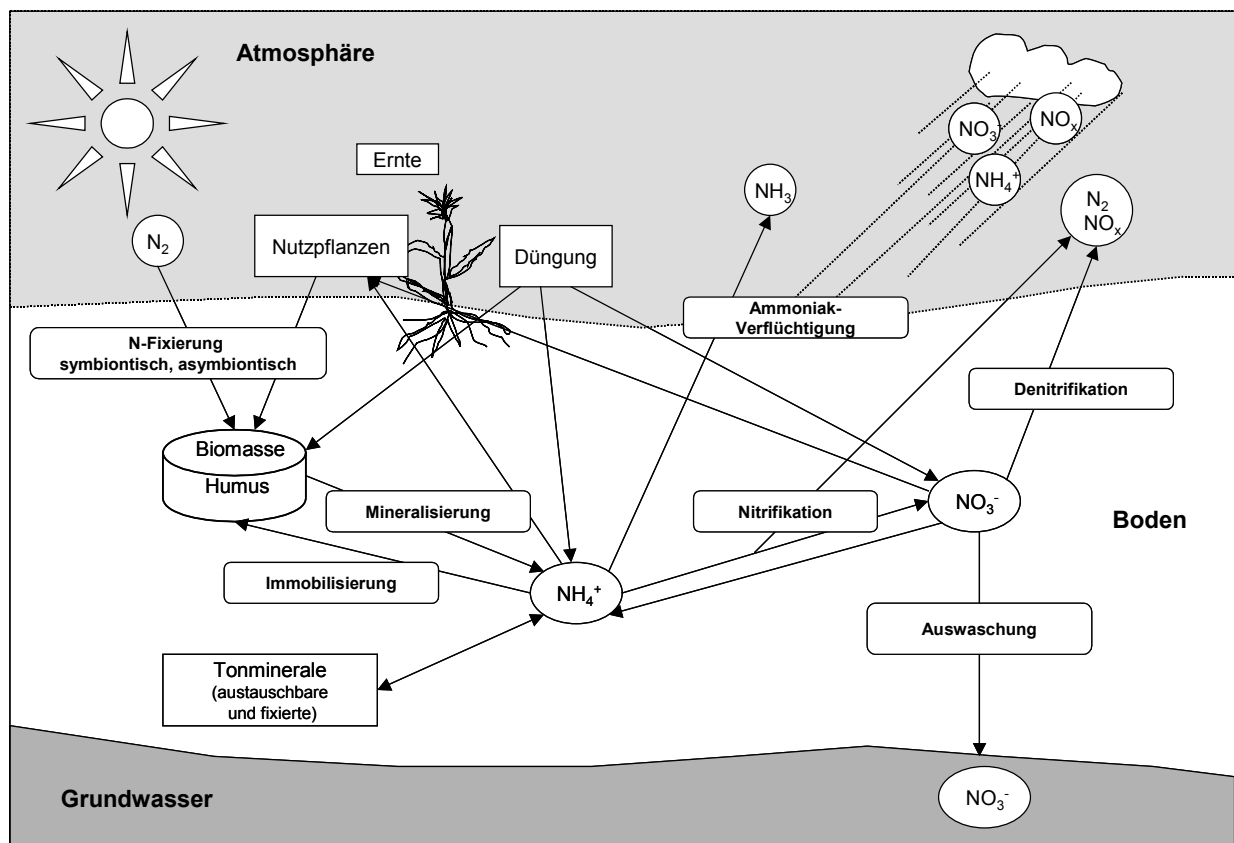 Atmosphäre
Ernte
NO₃⁻
NOₓ
NH₄⁺
NH₃
N₂
NOₓ
N₂
Nutzpflanzen
Düngung
Ammoniak-
Verflüchtigung
N-Fixierung
symbiontisch, asymbiontisch
Denitrifikation
Biomasse
Humus
Mineralisierung
Nitrifikation
NO₃⁻
Boden
Immobilisierung
NH₄⁺
Auswaschung
Tonminerale
(austauschbare
und fixierte)
Grundwasser
NO₃⁻